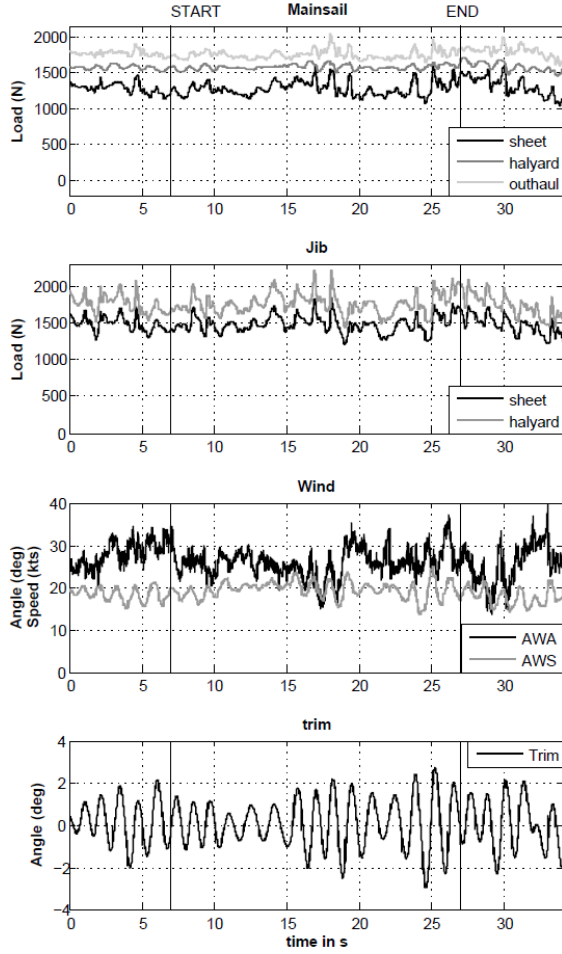 START Mainsail END
2000
1500
1000
500
0
Load (N)
sheet
halyard
outhaul
0 5 10 15 20 25 30
Jib
2000
1500
1000
500
0
Load (N)
sheet
halyard
0 5 10 15 20 25 30
Wind
40
30
20
10
0
Angle (deg)
Speed (kts)
AWA
AWS
0 5 10 15 20 25 30
trim
4
2
0
−2
−4
Angle (deg)
Trim
0 5 10 15 20 25 30
time in s